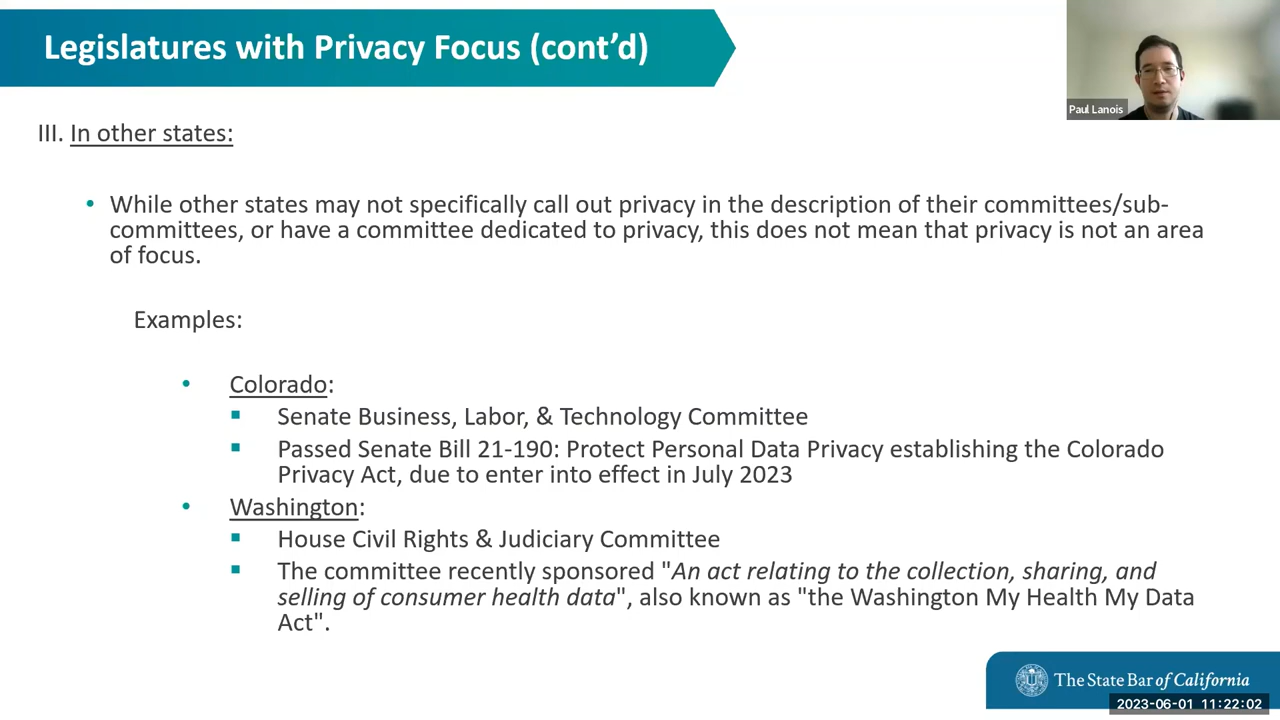 Legislatures with Privacy Focus (cont’d)
Paul Lanois
III. In other states:
• While other states may not specifically call out privacy in the description of their committees/sub-
committees, or have a committee dedicated to privacy, this does not mean that privacy is not an area
of focus.
Examples:
• Colorado:
▪ Senate Business, Labor, & Technology Committee
▪ Passed Senate Bill 21-190: Protect Personal Data Privacy establishing the Colorado
Privacy Act, due to enter into effect in July 2023
• Washington:
▪ House Civil Rights & Judiciary Committee
▪ The committee recently sponsored "An act relating to the collection, sharing, and
selling of consumer health data", also known as "the Washington My Health My Data
Act".
The State Bar of California
2023-06-01 11:22:02